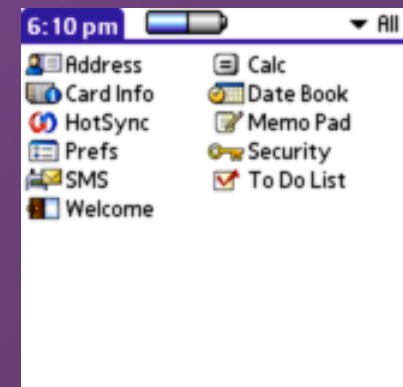 6:10 pm All
Address Calc
Card Info Date Book
HotSync Memo Pad
Prefs Security
SMS To Do List
Welcome